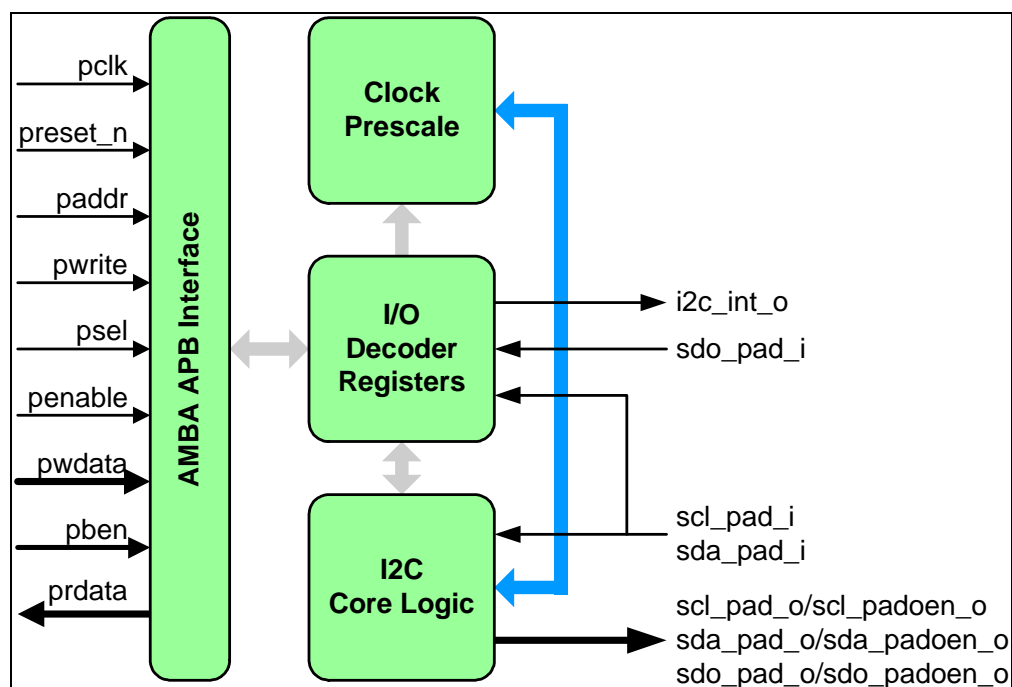 pclk
preset_n
paddr
pwrite
psel
penable
pwdata
pben
prdata
AMBA APB Interface
Clock
Prescale
I/O
Decoder
Registers
I2C
Core Logic
i2c_int_o
sdo_pad_i
scl_pad_i
sda_pad_i
scl_pad_o/scl_padoen_o
sda_pad_o/sda_padoen_o
sdo_pad_o/sdo_padoen_o